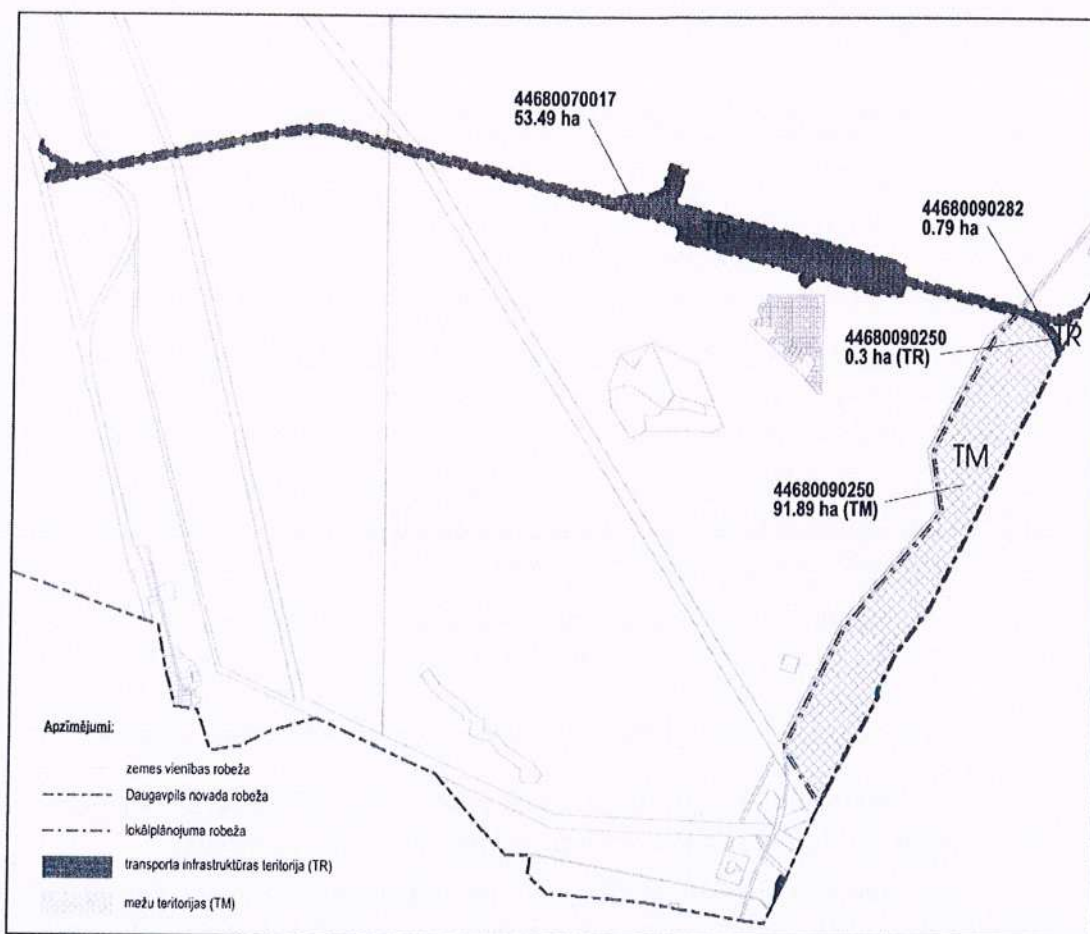 44680070017
53.49 ha
44680090282
0.79 ha
TR
44680090250
0.3 ha (TR)
TR
TM
44680090250
91.89 ha (TM)
Apzīmējumi:
zemes vienības robeža
Daugavpils novada robeža
lokālplānojuma robeža
transporta infrastruktūras teritorija (TR)
mežu teritorijas (TM)